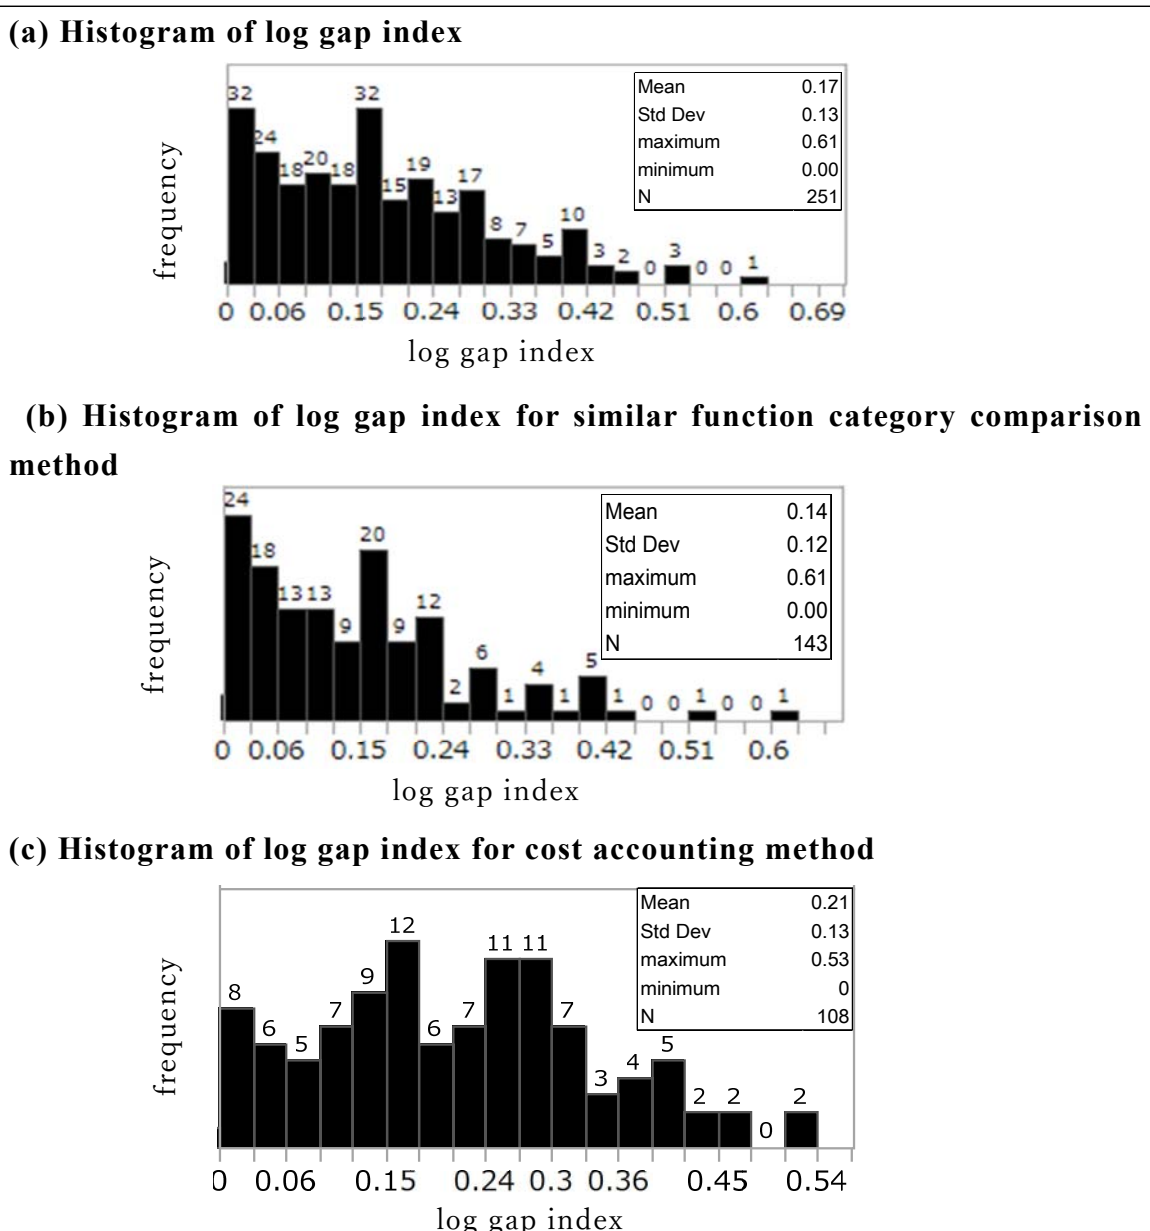 (a) Histogram of log gap index
32 24 18 20 18 32 15 19 13 17 8 7 5 10 3 2 0 3 0 0 1
Mean 0.17
Std Dev 0.13
maximum 0.61
minimum 0.00
N 251
frequency
0 0.06 0.15 0.24 0.33 0.42 0.51 0.6 0.69
log gap index
(b) Histogram of log gap index for similar function category comparison
method
24 18 13 13 9 20 9 12 2 6 1 4 1 5 1 0 0 1 0 0 1
Mean 0.14
Std Dev 0.12
maximum 0.61
minimum 0.00
N 143
frequency
0 0.06 0.15 0.24 0.33 0.42 0.51 0.6
log gap index
(c) Histogram of log gap index for cost accounting method
8 6 5 7 9 12 6 7 11 11 7 3 4 5 2 2 0 2
Mean 0.21
Std Dev 0.13
maximum 0.53
minimum 0
N 108
frequency
0 0.06 0.15 0.24 0.3 0.36 0.45 0.54
log gap index